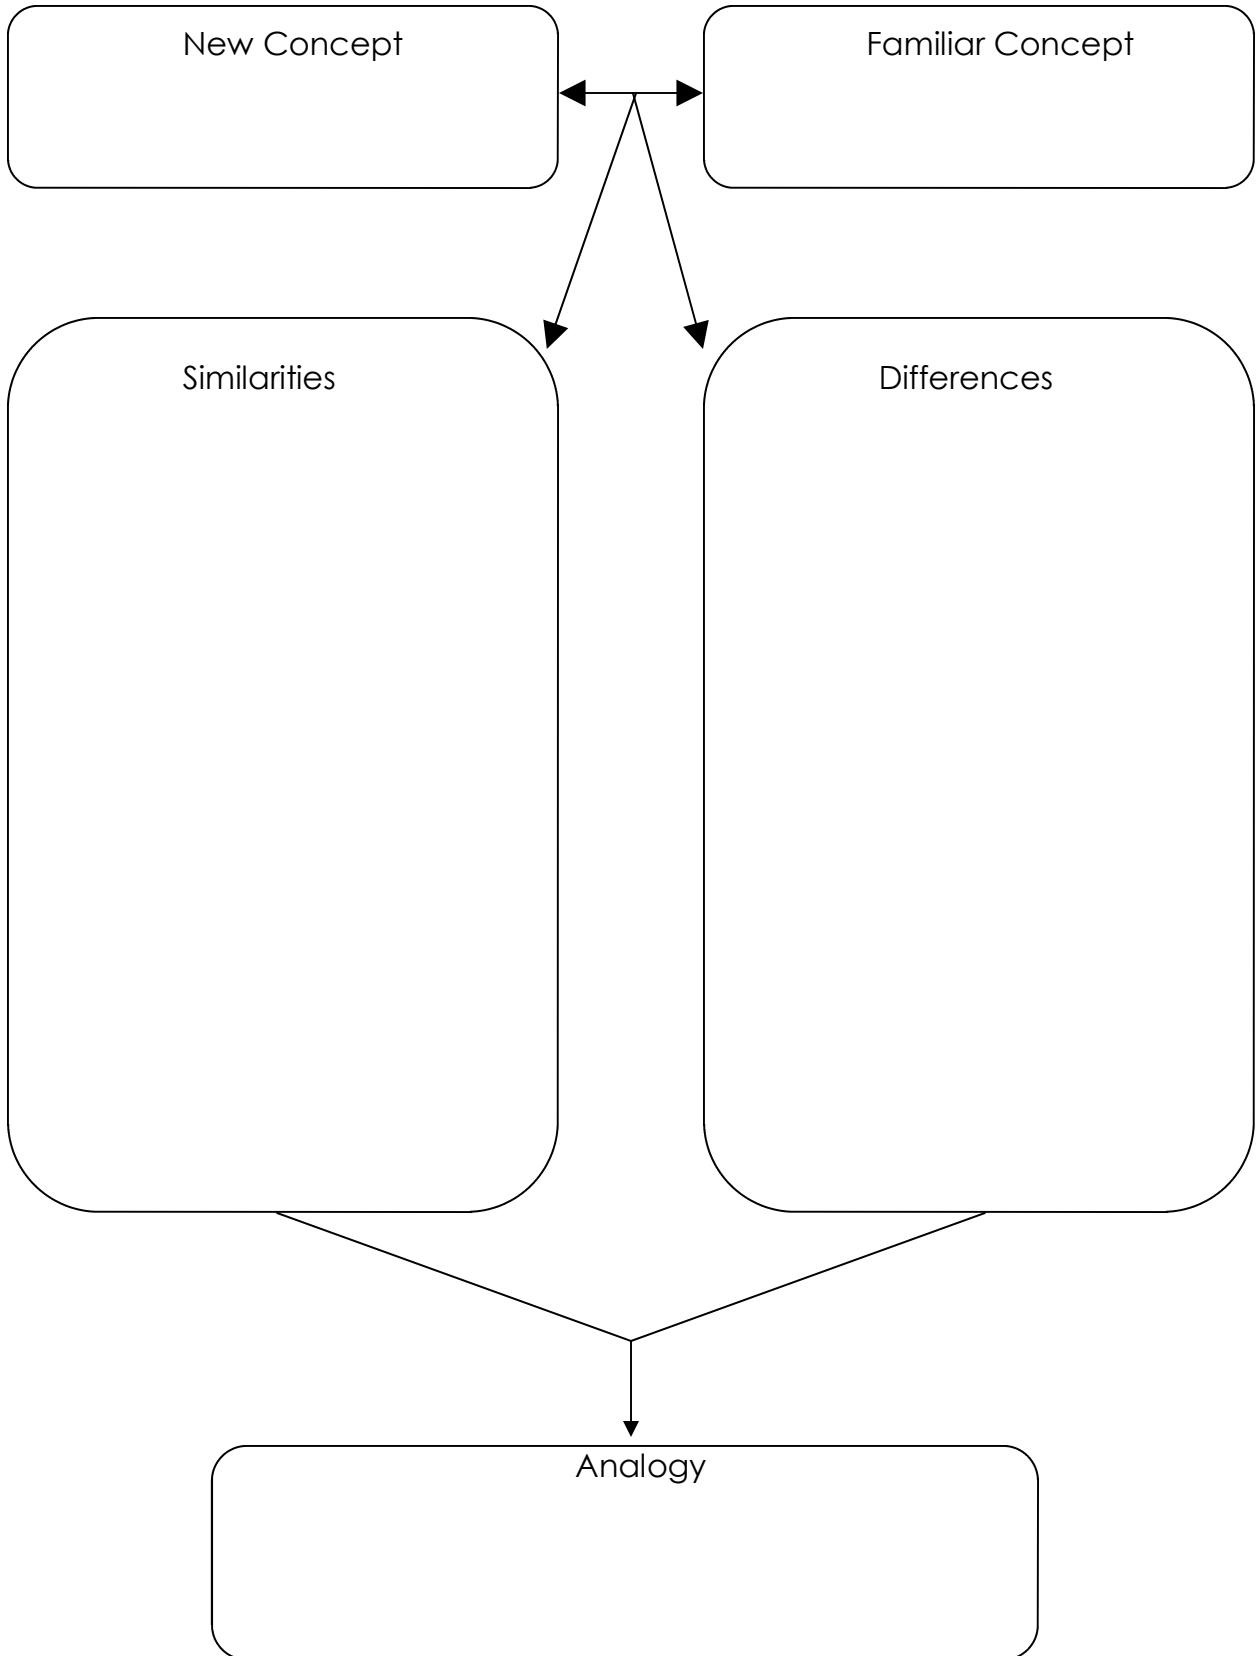 New Concept
Familiar Concept
Similarities
Differences
Analogy